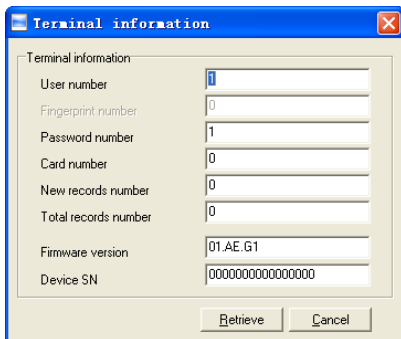 Terminal information
Terminal information
User number 1
Fingerprint number 0
Password number 1
Card number 0
New records number 0
Total records number 0
Firmware version 01.AE.G1
Device SN 0000000000000000
Retrieve Cancel